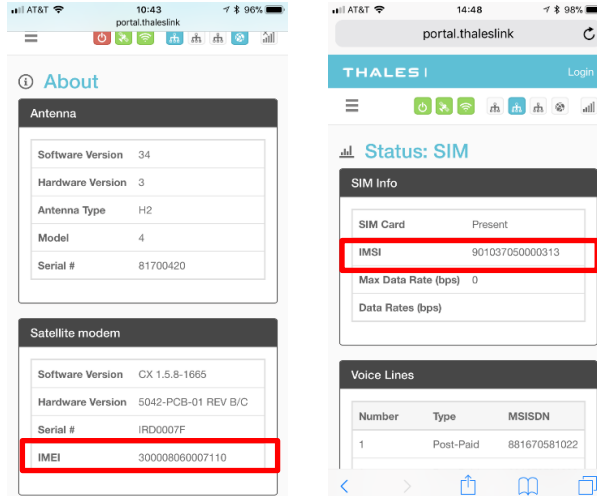 AT&T 10:43 96%
portal.thaleslink
About
Antenna
Software Version 34
Hardware Version 3
Antenna Type H2
Model 4
Serial # 81700420
Satellite modem
Software Version CX 1.5.8-1665
Hardware Version 5042-PCB-01 REV B/C
Serial # IRD0007F
IMEI 300008060007110
AT&T 14:48 98%
portal.thaleslink
THALES Login
Status: SIM
SIM Info
SIM Card Present
IMSI 901037050000313
Max Data Rate (bps) 0
Data Rates (bps)
Voice Lines
Number Type MSISDN
1 Post-Paid 881670581022